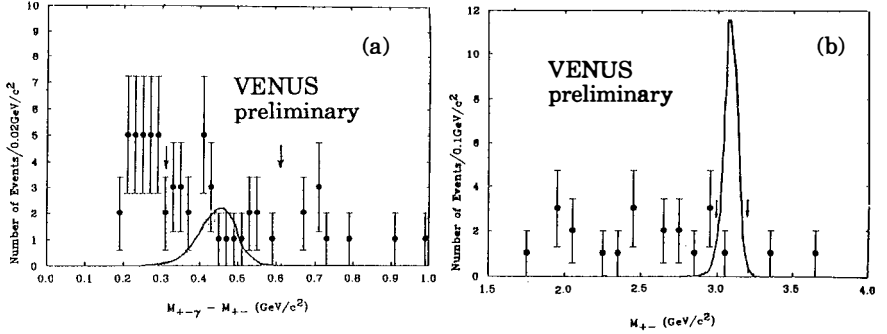 (a)
VENUS
preliminary
Number of Events/0.02GeV/c²
10
9
8
7
6
5
4
3
2
1
0
0.0 0.1 0.2 0.3 0.4 0.5 0.6 0.7 0.8 0.9 1.0
M₊₋γ - M₊₋ (GeV/c²)
(b)
VENUS
preliminary
Number of Events/0.1GeV/c²
12
10
8
6
4
2
0
1.5 2.0 2.5 3.0 3.5 4.0
M₊₋ (GeV/c²)